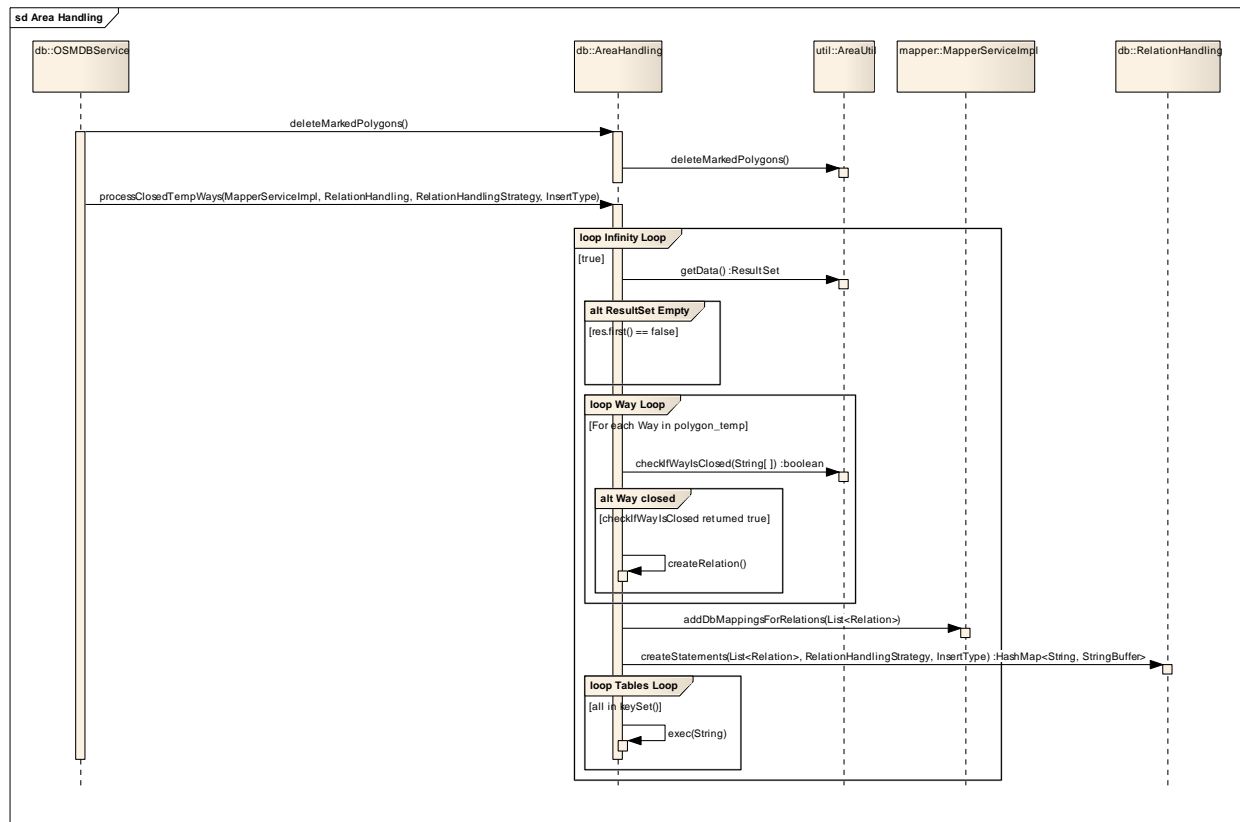 sd Area Handling
db::OSMDBService
db::AreaHandling
util::AreaUtil
mapper::MapperServiceImpl
db::RelationHandling
deleteMarkedPolygons()
deleteMarkedPolygons()
processClosedTempWays(MapperServiceImpl, RelationHandling, RelationHandlingStrategy, InsertType)
loop Infinity Loop
[true]
getData() :ResultSet
alt ResultSet Empty
[res.first() == false]
loop Way Loop
[For each Way in polygon_temp]
checkIfWayIsClosed(String[ ]) :boolean
alt Way closed
[checkIfWayIsClosed returned true]
createRelation()
addDbMappingsForRelations(List<Relation>)
createStatements(List<Relation>, RelationHandlingStrategy, InsertType) :HashMap<String, StringBuffer>
loop Tables Loop
[all in keySet()]
exec(String)